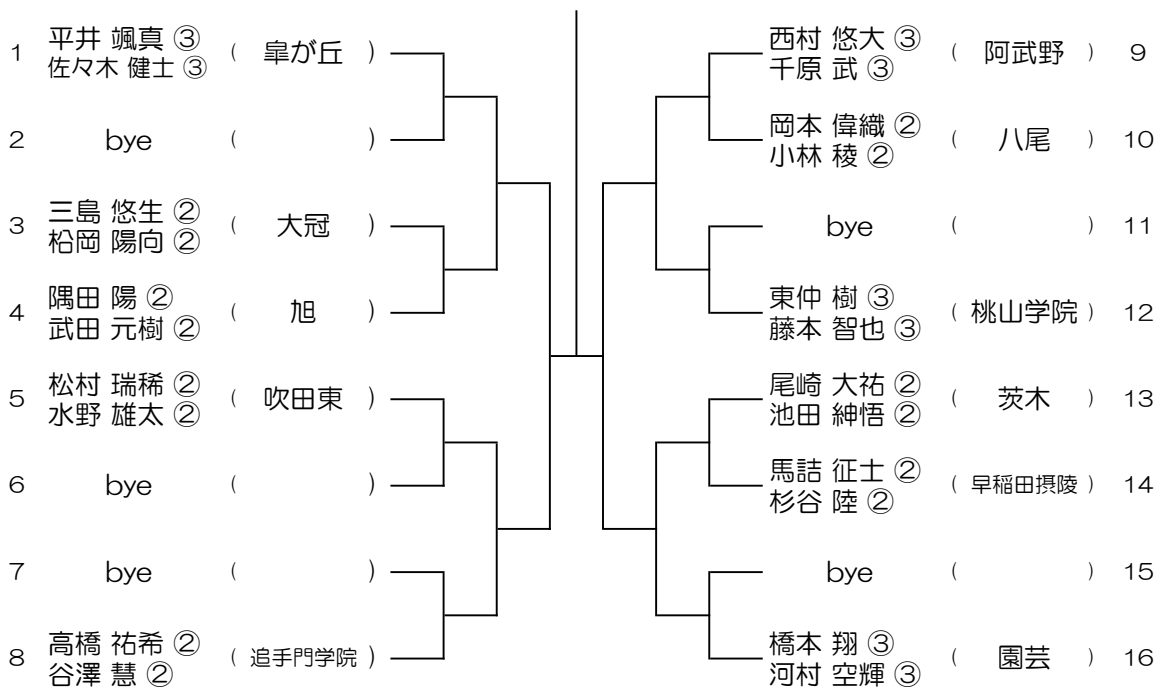 1 平井 颯真 ③ ( 皐が丘 )
佐々木 健士 ③
2 bye ( )
3 三島 悠生 ② ( 大冠 )
柗岡 陽向 ②
4 隅田 陽 ② ( 旭 )
武田 元樹 ②
5 松村 瑞稀 ② ( 吹田東 )
水野 雄太 ②
6 bye ( )
7 bye ( )
8 高橋 祐希 ② ( 追手門学院 )
谷澤 慧 ②
西村 悠大 ③ ( 阿武野 ) 9
千原 武 ③
岡本 偉織 ② ( 八尾 ) 10
小林 稜 ②
bye ( ) 11
東仲 樹 ③ ( 桃山学院 ) 12
藤本 智也 ③
尾崎 大祐 ② ( 茨木 ) 13
池田 紳悟 ②
馬詰 征士 ② ( 早稲田摂陵 ) 14
杉谷 陸 ②
bye ( ) 15
橋本 翔 ③ ( 園芸 ) 16
河村 空輝 ③